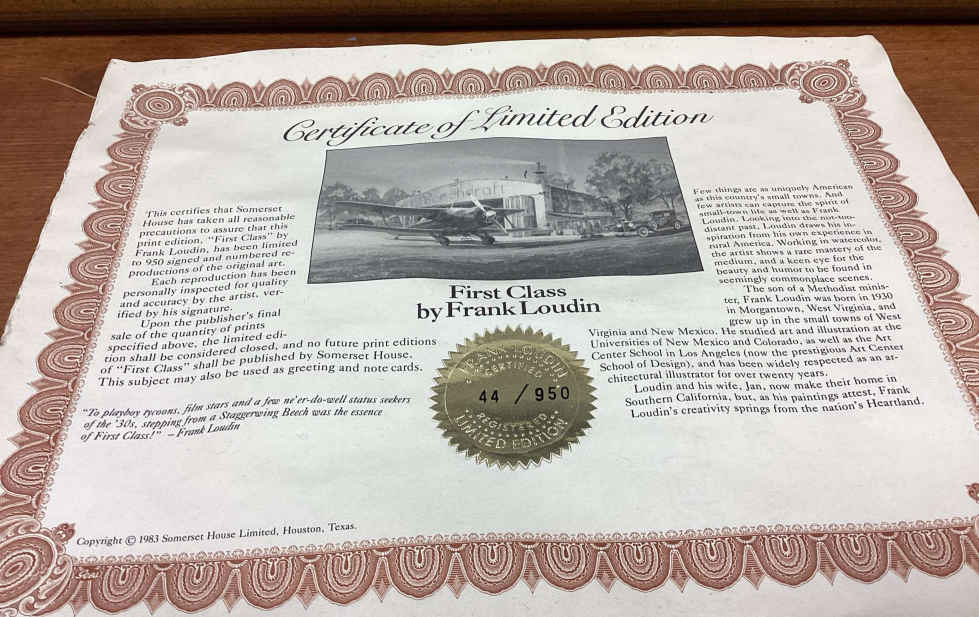 Certificate of Limited Edition
This certifies that Somerset
House has taken all reasonable
precautions to assure that this
print edition, "First Class" by
Frank Loudin, has been limited
to 950 signed and numbered re-
productions of the original art.
Each reproduction has been
personally inspected for quality
and accuracy by the artist, ver-
ified by his signature.
Upon the publisher's final
sale of the quantity of prints
specified above, the limited edi-
tion shall be considered closed, and no future print editions
of "First Class" shall be published by Somerset House.
This subject may also be used as greeting and note cards.
"To playboy tycoons, film stars and a few ne'er-do-well status seekers
of the '30s, stepping from a Staggerwing Beech was the essence
of First Class!" – Frank Loudin
First Class
by Frank Loudin
FRANK LOUDIN
CERTIFIED
44 / 950
REGISTERED
LIMITED EDITION
Few things are as uniquely American
as this country's small towns. And
few artists can capture the spirit of
small-town life as well as Frank
Loudin. Looking into the not-too-
distant past, Loudin draws his in-
spiration from his own experience in
rural America. Working in watercolor,
the artist shows a rare mastery of the
medium, and a keen eye for the
beauty and humor to be found in
seemingly commonplace scenes.
The son of a Methodist minis-
ter, Frank Loudin was born in 1930
in Morgantown, West Virginia, and
grew up in the small towns of West
Virginia and New Mexico. He studied art and illustration at the
Universities of New Mexico and Colorado, as well as the Art
Center School in Los Angeles (now the prestigious Art Center
School of Design), and has been widely respected as an ar-
chitectural illustrator for over twenty years.
Loudin and his wife, Jan, now make their home in
Southern California, but, as his paintings attest, Frank
Loudin's creativity springs from the nation's Heartland.
Copyright © 1983 Somerset House Limited, Houston, Texas.